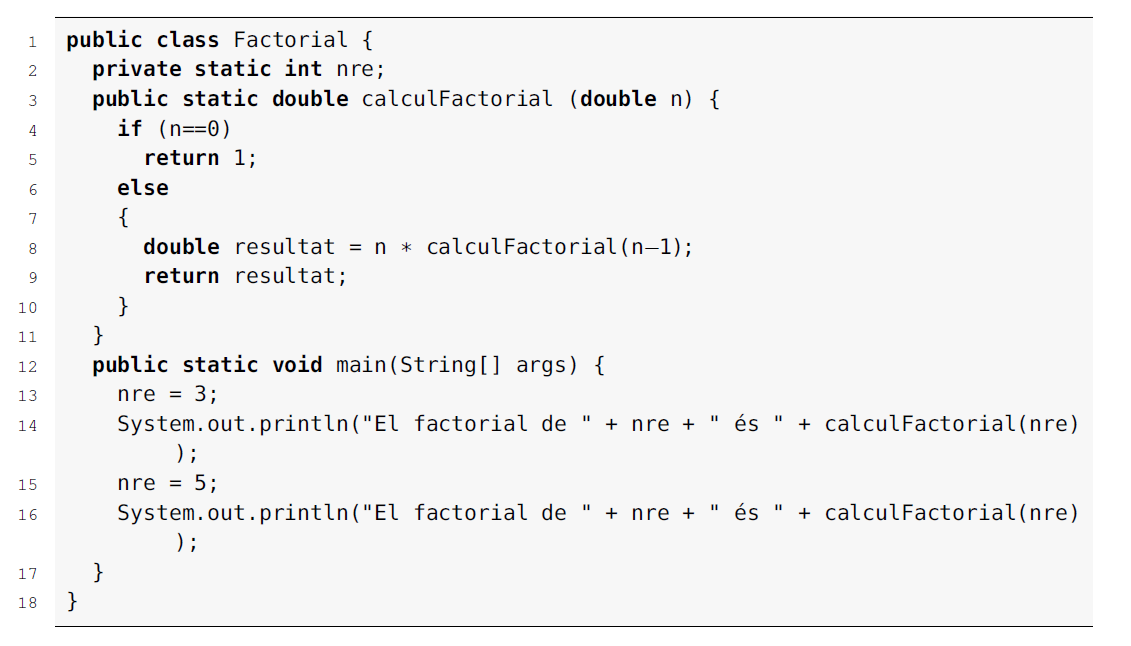 1 public class Factorial {
2 private static int nre;
3 public static double calculFactorial (double n) {
4 if (n==0)
5 return 1;
6 else
7 {
8 double resultat = n * calculFactorial(n–1);
9 return resultat;
10 }
11 }
12 public static void main(String[] args) {
13 nre = 3;
14 System.out.println("El factorial de " + nre + " és " + calculFactorial(nre)
);
15 nre = 5;
16 System.out.println("El factorial de " + nre + " és " + calculFactorial(nre)
);
17 }
18 }